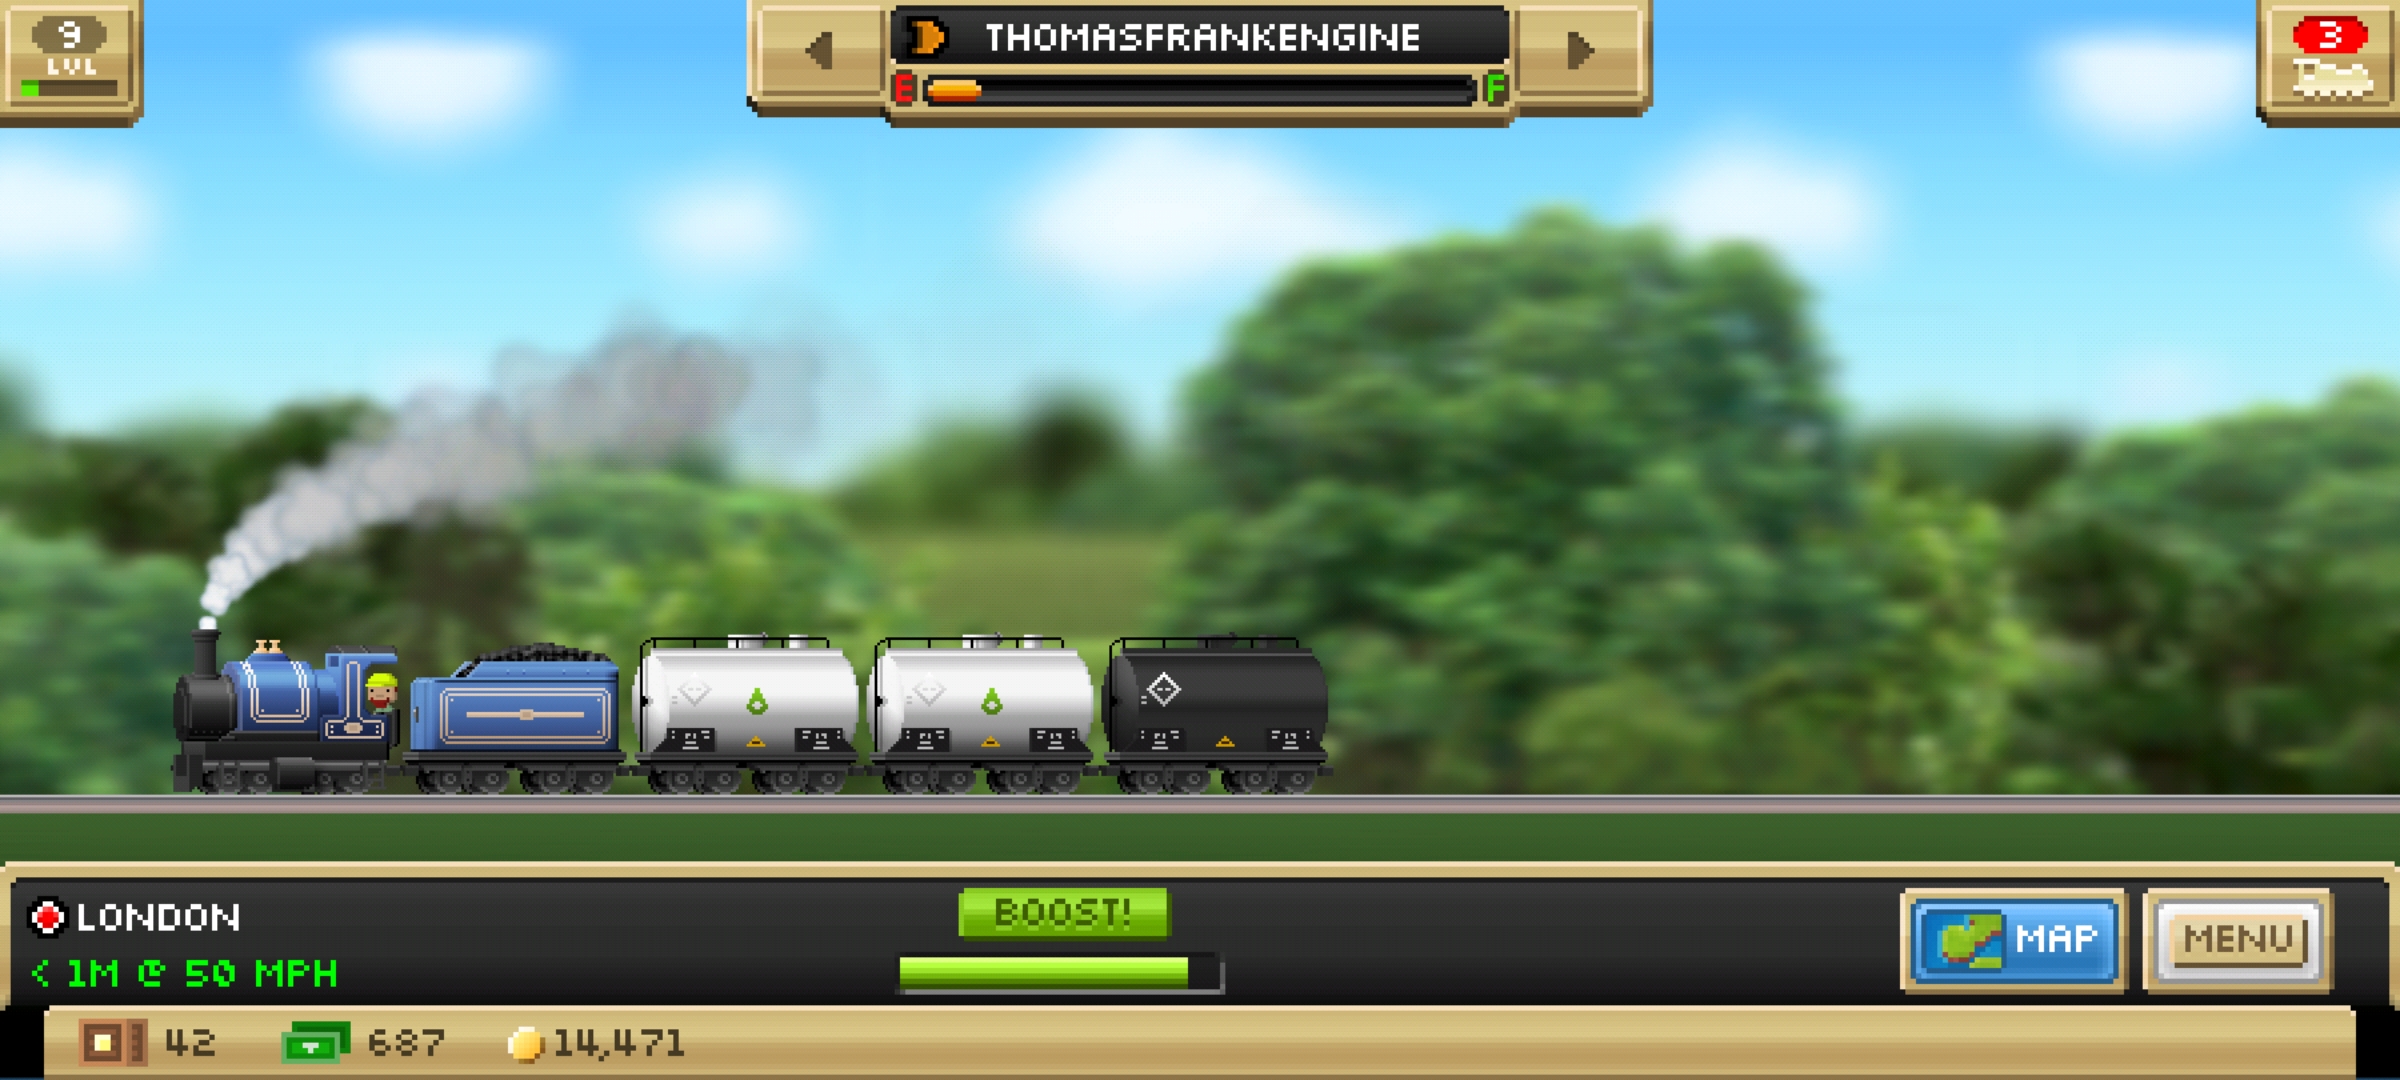 9
LVL
THOMASFRANKENGINE
E F
3
LONDON
< 1M @ 50 MPH
BOOST!
MAP
MENU
42 687 14,471